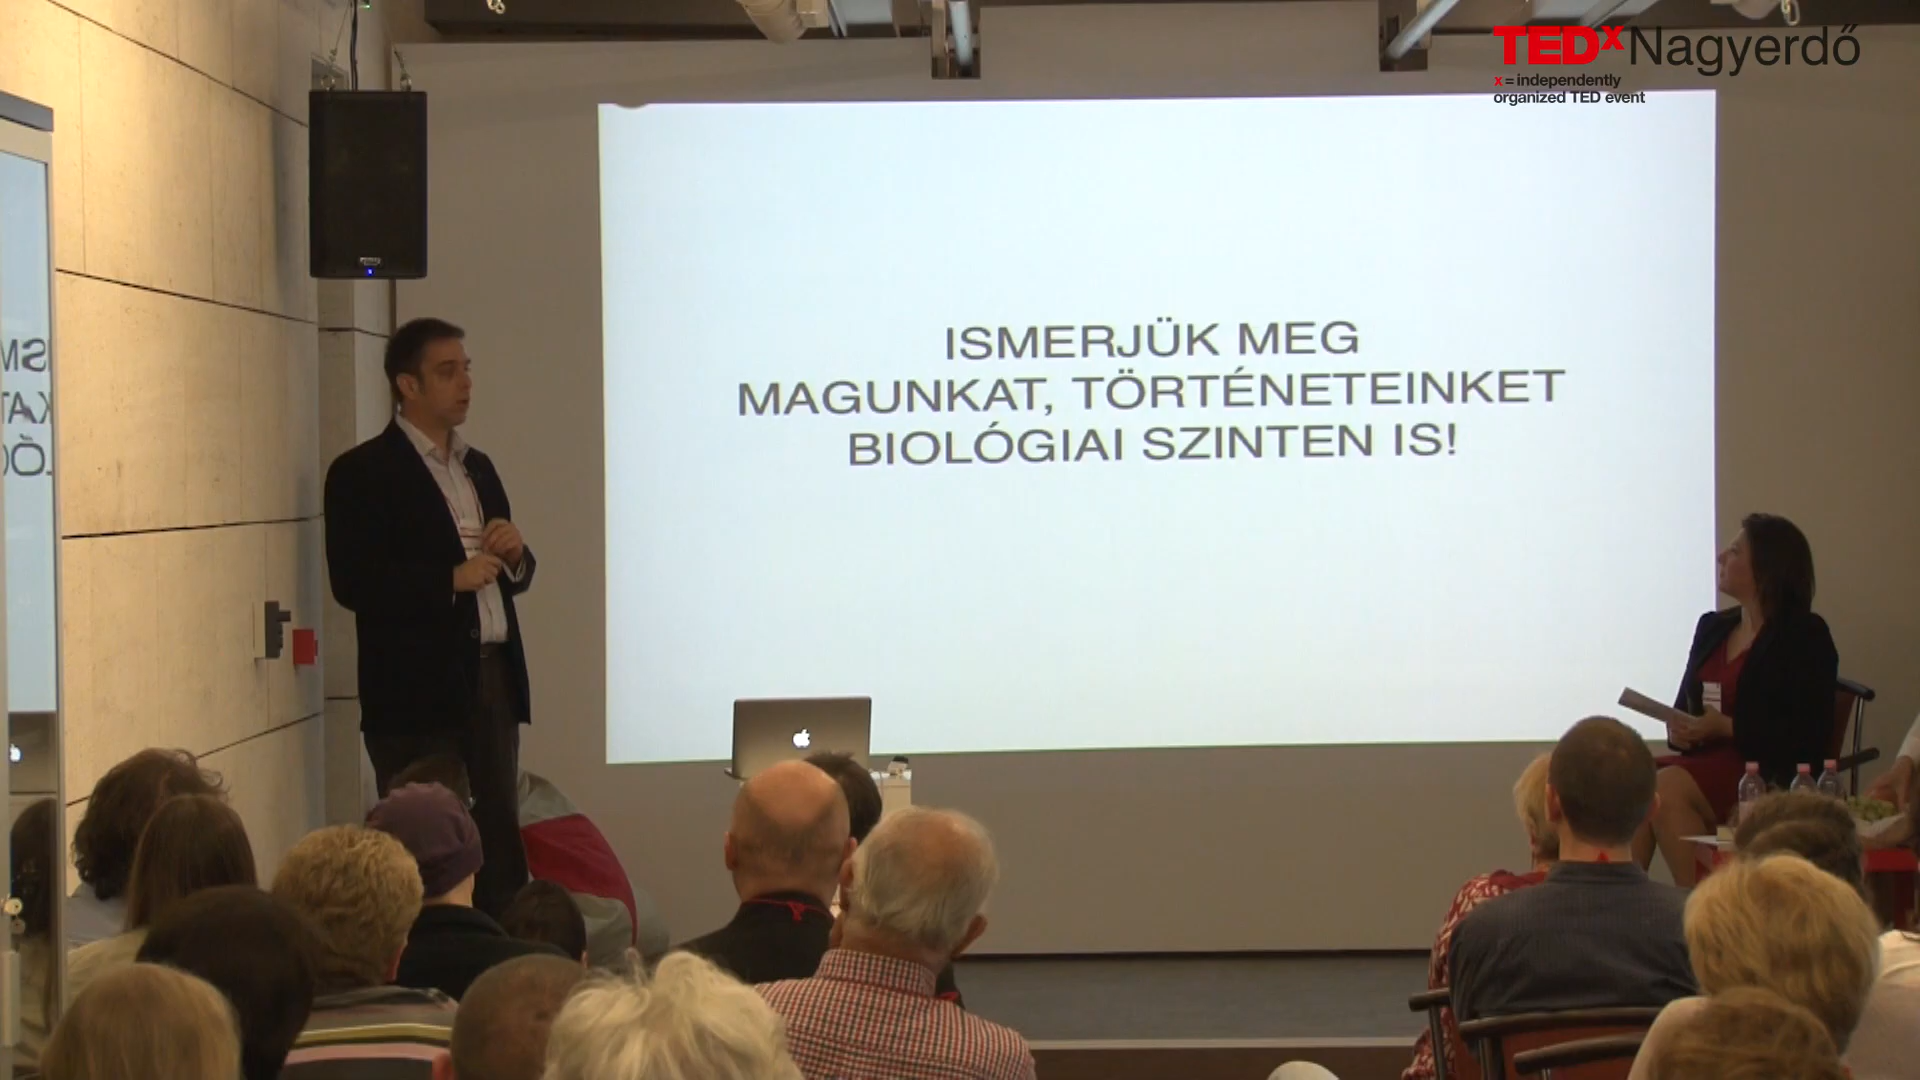 TEDxNagyerdő
x = independently
organized TED event
ISMERJÜK MEG
MAGUNKAT, TÖRTÉNETEINKET
BIOLÓGIAI SZINTEN IS!